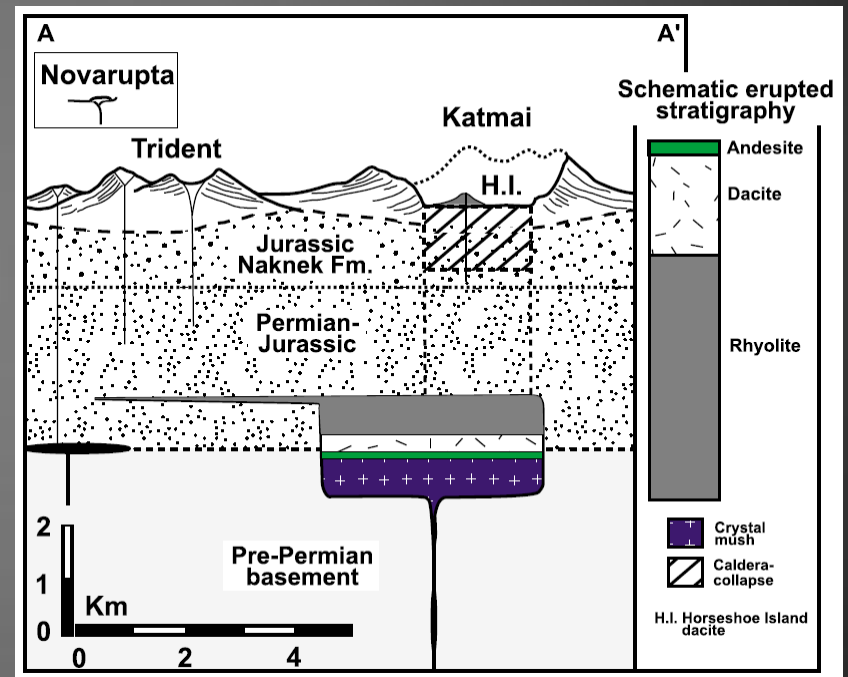 A
A'
Novarupta
Trident
Katmai
H.I.
Jurassic
Naknek Fm.
Permian-
Jurassic
Pre-Permian
basement
2
1
0
Km
0
2
4
Schematic erupted
stratigraphy
Andesite
Dacite
Rhyolite
Crystal
mush
Caldera-
collapse
H.I. Horseshoe Island
dacite